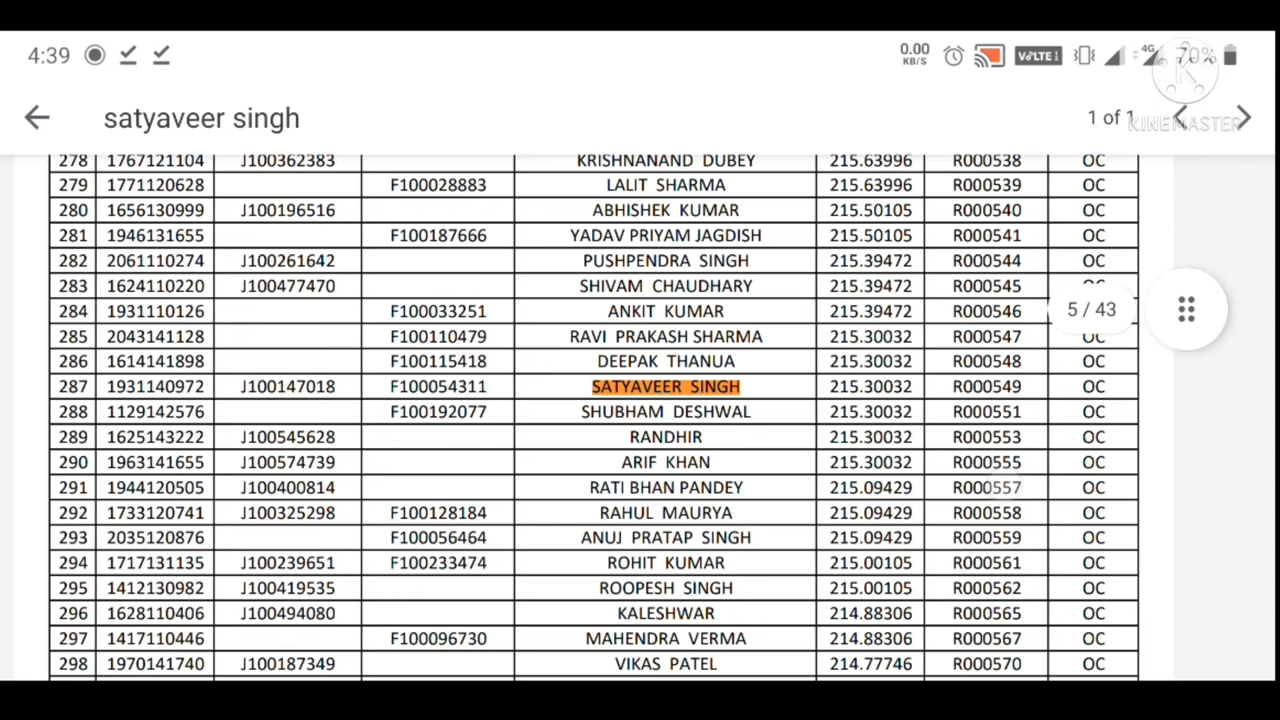 4:39 0.00 KB/S VoLTE 1 4G 70%
satyaveer singh 1 of 1
K
KINEMASTER
278 1767121104 J100362383 KRISHNANAND DUBEY 215.63996 R000538 OC
279 1771120628 F100028883 LALIT SHARMA 215.63996 R000539 OC
280 1656130999 J100196516 ABHISHEK KUMAR 215.50105 R000540 OC
281 1946131655 F100187666 YADAV PRIYAM JAGDISH 215.50105 R000541 OC
282 2061110274 J100261642 PUSHPENDRA SINGH 215.39472 R000544 OC
283 1624110220 J100477470 SHIVAM CHAUDHARY 215.39472 R000545 OC
284 1931110126 F100033251 ANKIT KUMAR 215.39472 R000546 5 / 43
285 2043141128 F100110479 RAVI PRAKASH SHARMA 215.30032 R000547 OC
286 1614141898 F100115418 DEEPAK THANUA 215.30032 R000548 OC
287 1931140972 J100147018 F100054311 SATYAVEER SINGH 215.30032 R000549 OC
288 1129142576 F100192077 SHUBHAM DESHWAL 215.30032 R000551 OC
289 1625143222 J100545628 RANDHIR 215.30032 R000553 OC
290 1963141655 J100574739 ARIF KHAN 215.30032 R000555 OC
291 1944120505 J100400814 RATI BHAN PANDEY 215.09429 R000557 OC
292 1733120741 J100325298 F100128184 RAHUL MAURYA 215.09429 R000558 OC
293 2035120876 F100056464 ANUJ PRATAP SINGH 215.09429 R000559 OC
294 1717131135 J100239651 F100233474 ROHIT KUMAR 215.00105 R000561 OC
295 1412130982 J100419535 ROOPESH SINGH 215.00105 R000562 OC
296 1628110406 J100494080 KALESHWAR 214.88306 R000565 OC
297 1417110446 F100096730 MAHENDRA VERMA 214.88306 R000567 OC
298 1970141740 J100187349 VIKAS PATEL 214.77746 R000570 OC